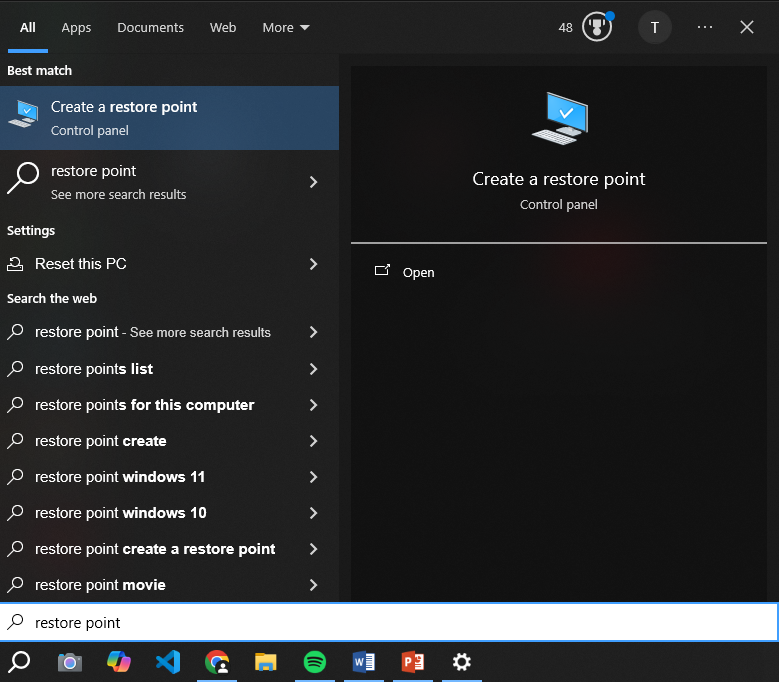 All Apps Documents Web More 48 T
Best match
Create a restore point
Control panel
restore point
See more search results
Settings
Reset this PC
Search the web
restore point - See more search results
restore points list
restore points for this computer
restore point create
restore point windows 11
restore point windows 10
restore point create a restore point
restore point movie
Create a restore point
Control panel
Open
restore point
W P